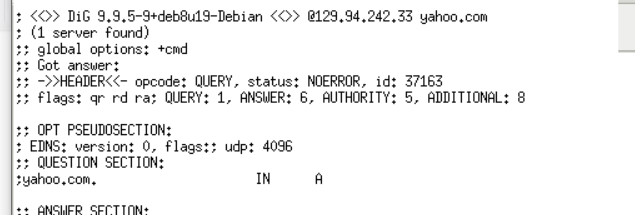 ; <<>> DiG 9.9.5-9+deb8u19-Debian <<>> @129.94.242.33 yahoo.com
; (1 server found)
;; global options: +cmd
;; Got answer:
;; ->>HEADER<<- opcode: QUERY, status: NOERROR, id: 37163
;; flags: qr rd ra; QUERY: 1, ANSWER: 6, AUTHORITY: 5, ADDITIONAL: 8
;; OPT PSEUDOSECTION:
; EDNS: version: 0, flags:; udp: 4096
;; QUESTION SECTION:
;yahoo.com. IN A
;; ANSWER SECTION: